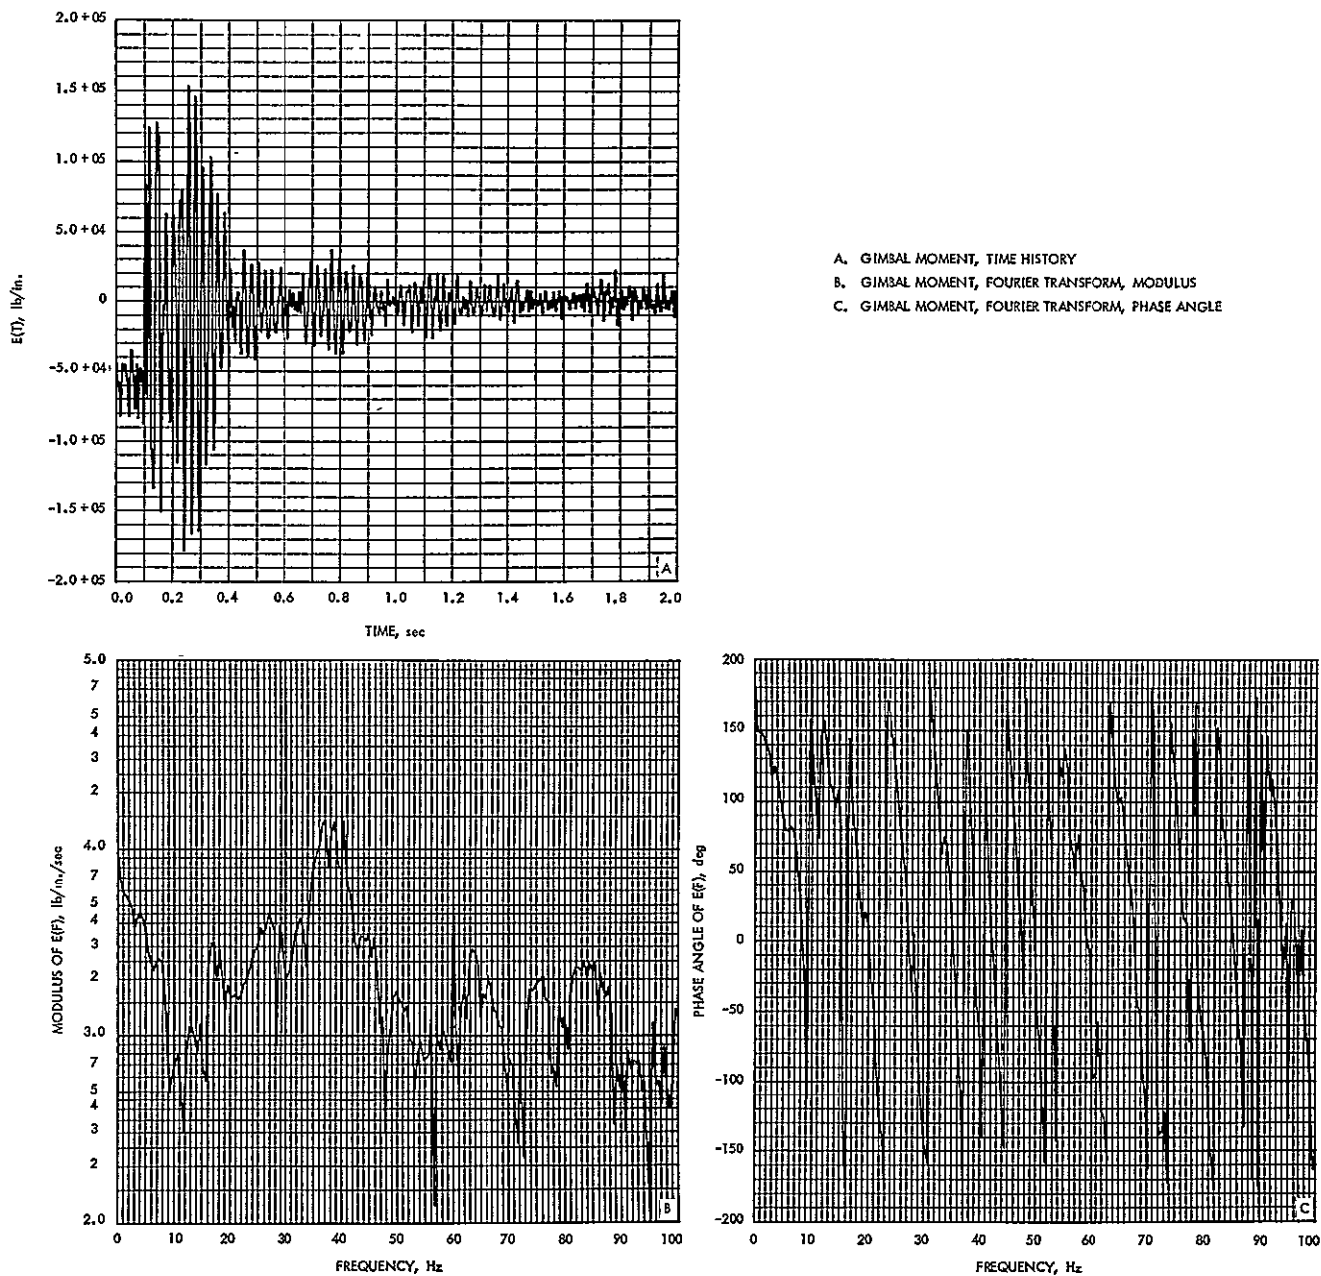 2.0 + 05
1.5 + 05
1.0 + 05
5.0 + 04
0
-5.0 + 04
-1.0 + 05
-1.5 + 05
-2.0 + 05
E(T), lb/in.
A
0.0 0.2 0.4 0.6 0.8 1.0 1.2 1.4 1.6 1.8 2.0
TIME, sec
A. GIMBAL MOMENT, TIME HISTORY
B. GIMBAL MOMENT, FOURIER TRANSFORM, MODULUS
C. GIMBAL MOMENT, FOURIER TRANSFORM, PHASE ANGLE
5.0
7
5
4
3
2
4.0
7
5
4
3
2
3.0
7
5
4
3
2
2.0
MODULUS OF E(F), lb/in./sec
B
0 10 20 30 40 50 60 70 80 90 100
FREQUENCY, Hz
200
150
100
50
0
-50
-100
-150
-200
PHASE ANGLE OF E(F), deg
C
0 10 20 30 40 50 60 70 80 90 100
FREQUENCY, Hz